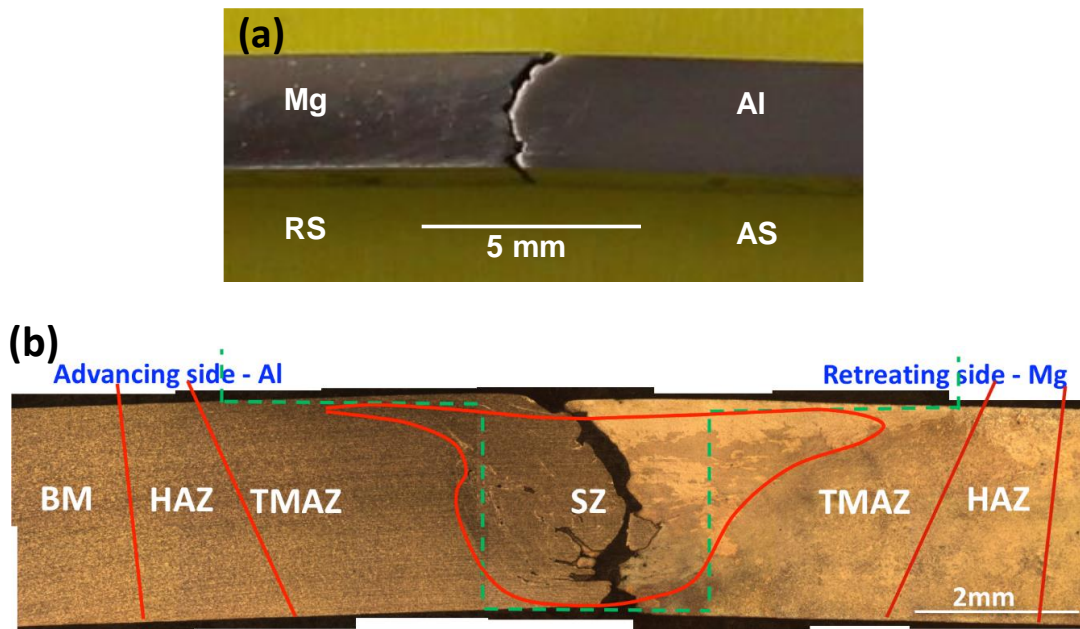 (a)
Mg Al
RS AS
5 mm
(b)
Advancing side - Al Retreating side - Mg
BM HAZ TMAZ SZ TMAZ HAZ
2mm